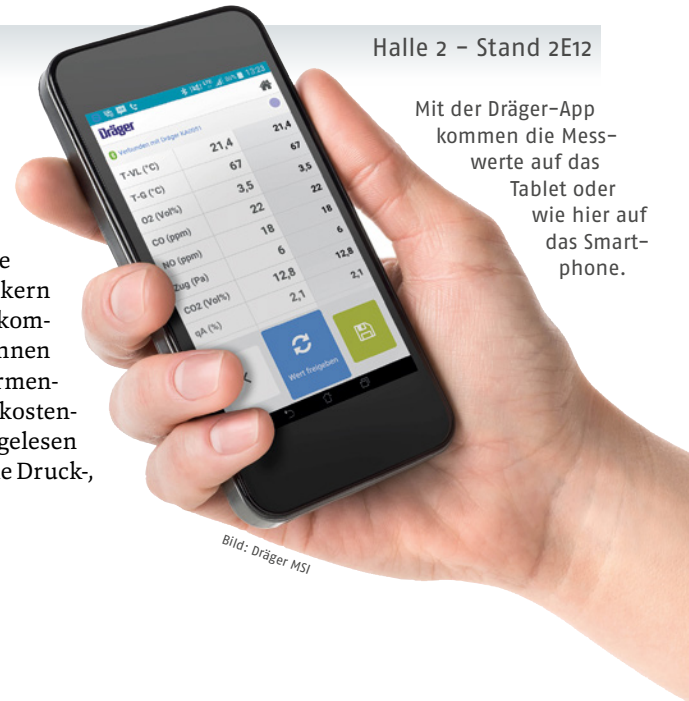 Halle 2 – Stand 2E12
Mit der Dräger-App
kommen die Mess-
werte auf das
Tablet oder
wie hier auf
das Smart-
phone.
e
kern
kom-
nnen
rmen-
kosten-
gelesen
e Druck-,
12:23
Dräger
T-VL (°C) 21,4 21,4
T-G (°C) 67 67
O2 (Vol%) 3,5 3,5
CO (ppm) 22 22
NO (ppm) 18 18
Zug (Pa) 6 6
CO2 (Vol%) 12,8 12,8
qA (%) 2,1 2,1
Wert freigeben
Bild: Dräger MSI